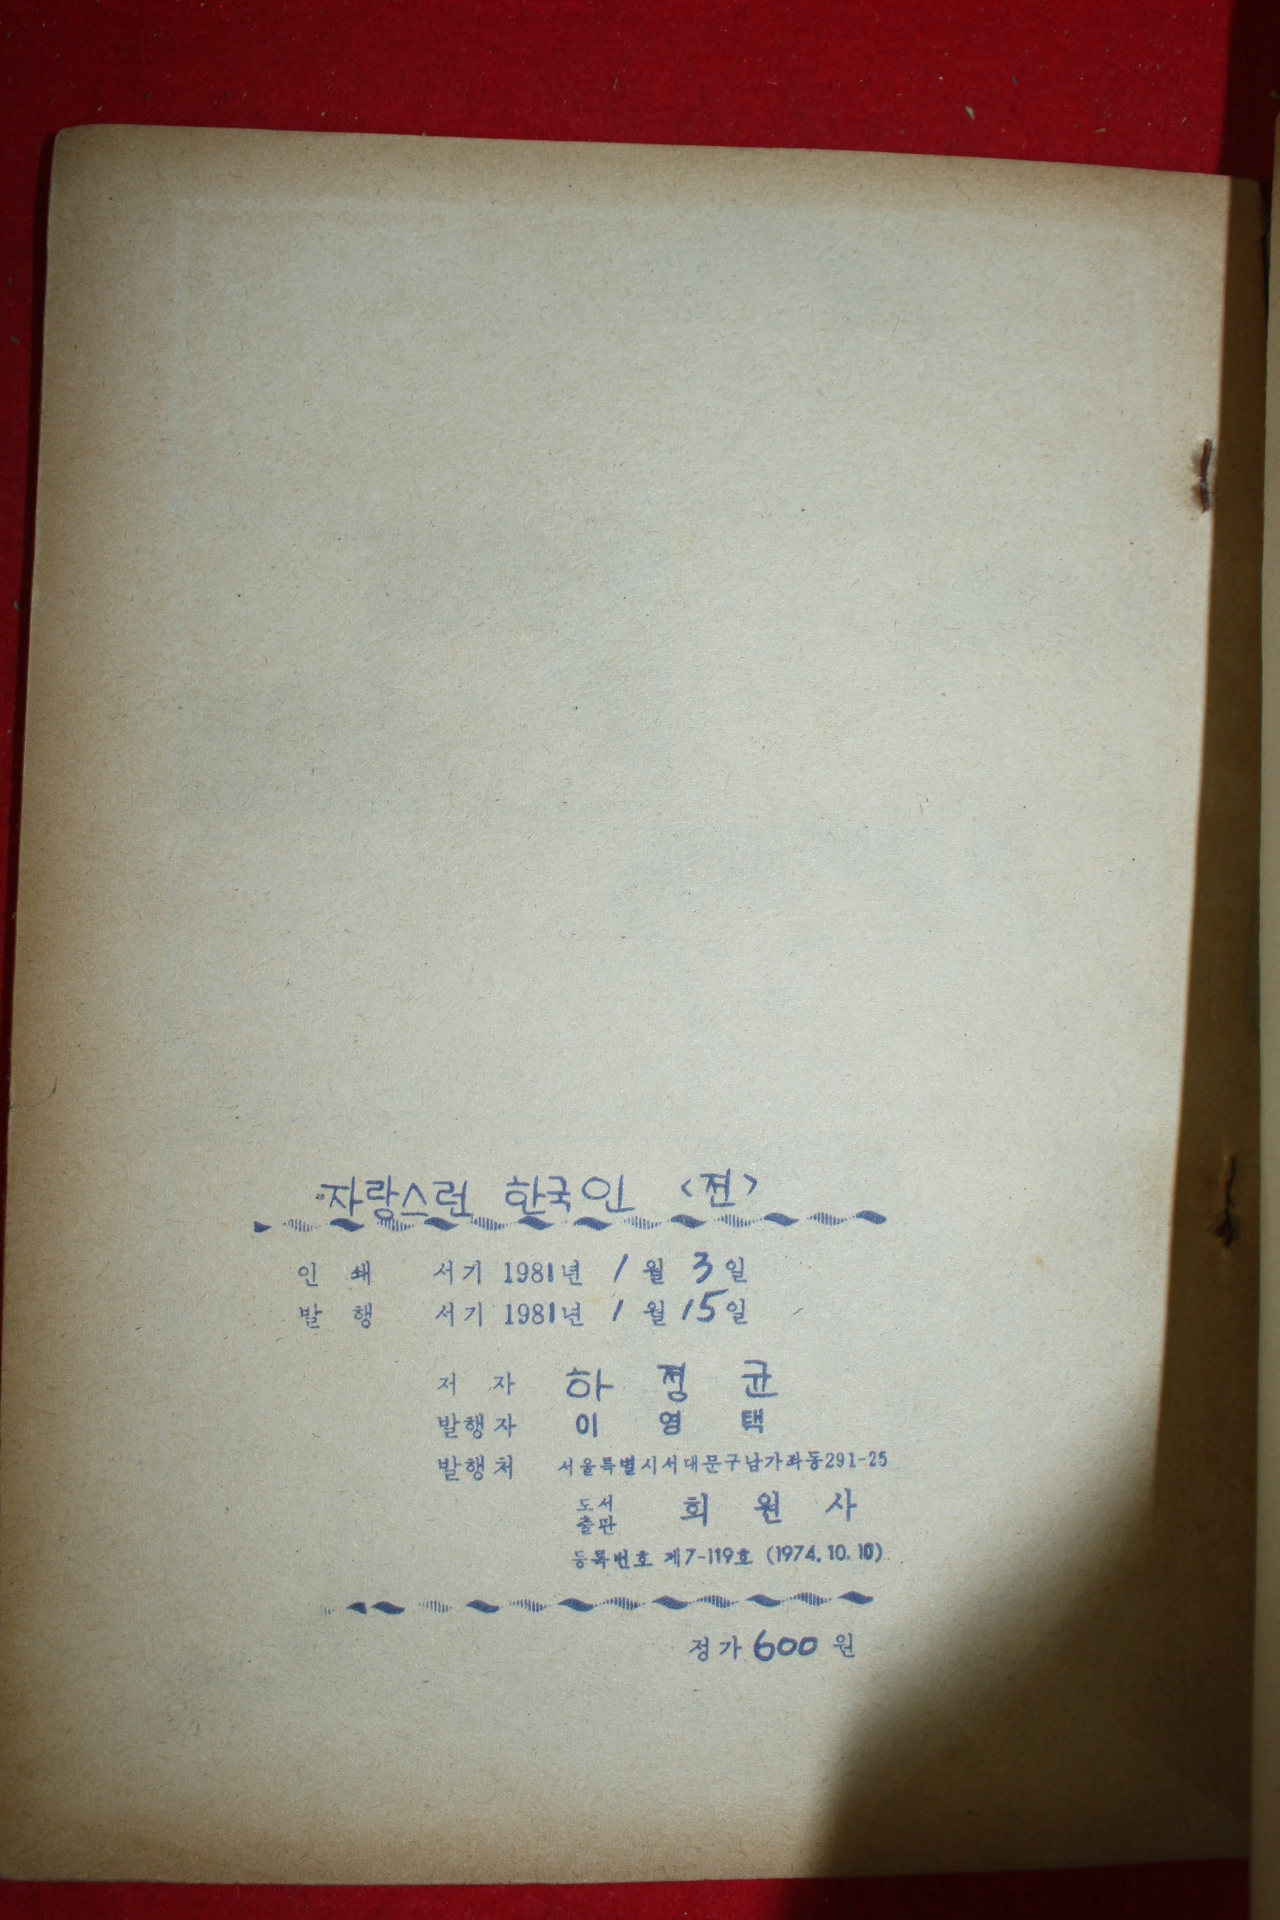 자랑스런 한국인 <전>
인 쇄 서기 1981년 1 월 3 일
발 행 서기 1981년 1 월 15 일
저 자 하 정 균
발행자 이 영 택
발행처 서울특별시서대문구남가좌동291-25
도서출판 회 원 사
등록번호 제7-119호 (1974.10.10)
정가 600 원